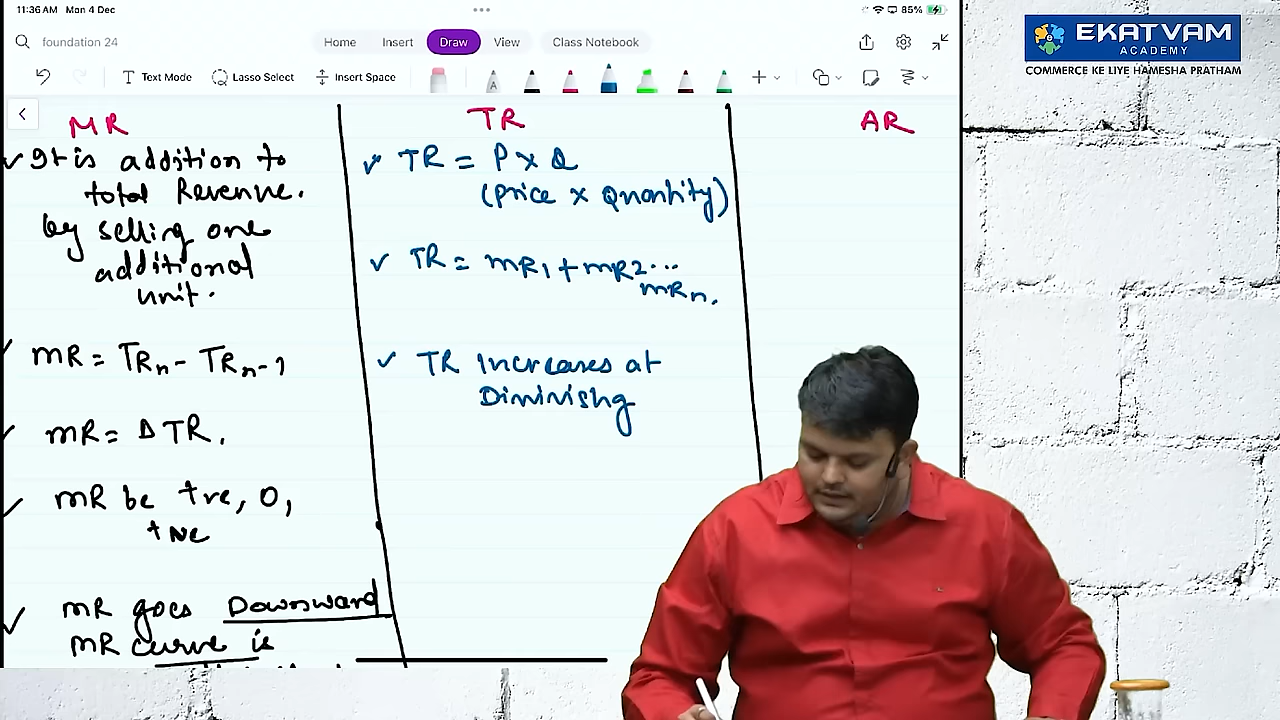 11:36 AM Mon 4 Dec
85%
foundation 24
Home Insert Draw View Class Notebook
Text Mode Lasso Select Insert Space
EKATVAM
ACADEMY
COMMERCE KE LIYE HAMESHA PRATHAM
MR
It is addition to
total Revenue.
by selling one
additional
unit.
MR = TRn - TRn-1
MR = Δ TR.
MR be +ve, 0,
+ve
MR goes Downward
MR curve is
TR
TR = P x Q
(Price x Quantity)
TR = MR1 + MR2...
MRn.
TR Increases at
Diminishg
AR